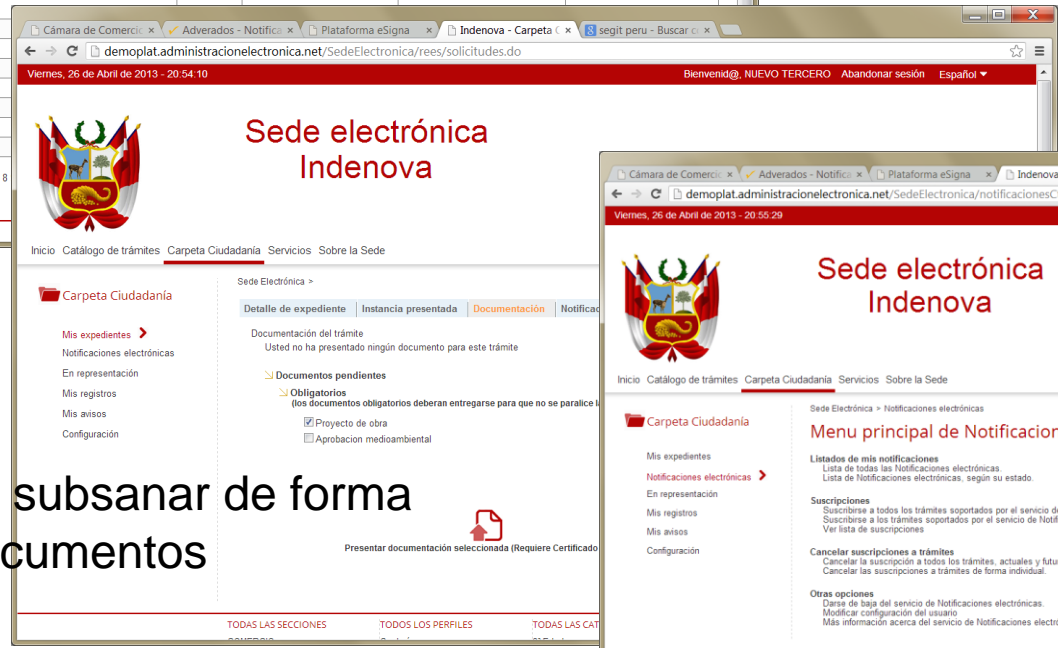 8
Cámara de Comercio
Adverados - Notifica
Plataforma eSigna
Indenova - Carpeta C
segit peru - Buscar c
demoplat.administracionelectronica.net/SedeElectronica/rees/solicitudes.do
Viernes, 26 de Abril de 2013 - 20:54:10
Bienvenid@, NUEVO TERCERO Abandonar sesión Español
Sede electrónica
Indenova
Inicio Catálogo de trámites Carpeta Ciudadanía Servicios Sobre la Sede
Carpeta Ciudadanía
Mis expedientes
Notificaciones electrónicas
En representación
Mis registros
Mis avisos
Configuración
Sede Electrónica >
Detalle de expediente Instancia presentada Documentación Notificac
Documentación del trámite
Usted no ha presentado ningún documento para este trámite
Documentos pendientes
Obligatorios
(los documentos obligatorios deberan entregarse para que no se paralice l
Proyecto de obra
Aprobacion medioambiental
Presentar documentación seleccionada (Requiere Certificado
TODAS LAS SECCIONES TODOS LOS PERFILES TODAS LAS CAT
subsanar de forma
cumentos
Cámara de Comercio
Adverados - Notifica
Plataforma eSigna
Indenova
demoplat.administracionelectronica.net/SedeElectronica/notificacionesC
Viernes, 26 de Abril de 2013 - 20:55:29
Sede electrónica
Indenova
Inicio Catálogo de trámites Carpeta Ciudadanía Servicios Sobre la Sede
Carpeta Ciudadanía
Mis expedientes
Notificaciones electrónicas
En representación
Mis registros
Mis avisos
Configuración
Sede Electrónica > Notificaciones electrónicas
Menu principal de Notificacion
Listados de mis notificaciones
Lista de todas las Notificaciones electrónicas.
Lista de Notificaciones electrónicas, según su estado.
Suscripciones
Suscribirse a todos los trámites soportados por el servicio de
Suscribirse a los trámites soportados por el servicio de Notif
Ver lista de suscripciones
Cancelar suscripciones a trámites
Cancelar la suscripción a todos los trámites, actuales y futu
Cancelar las suscripciones a trámites de forma individual.
Otras opciones
Darse de baja del servicio de Notificaciones electrónicas.
Modificar configuración del usuario
Más información acerca del servicio de Notificaciones electró